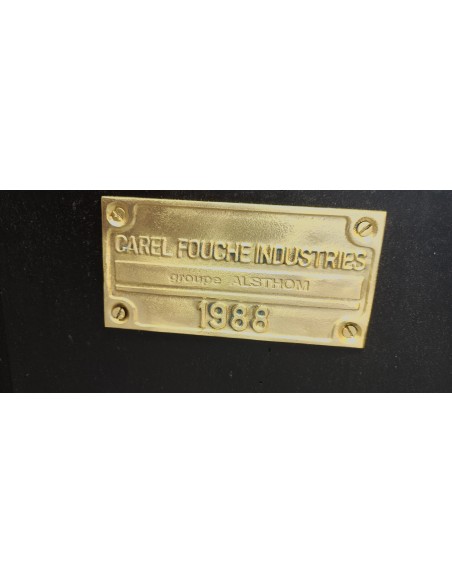 CAREL FOUCHE INDUSTRIES
groupe ALSTHOM
1988